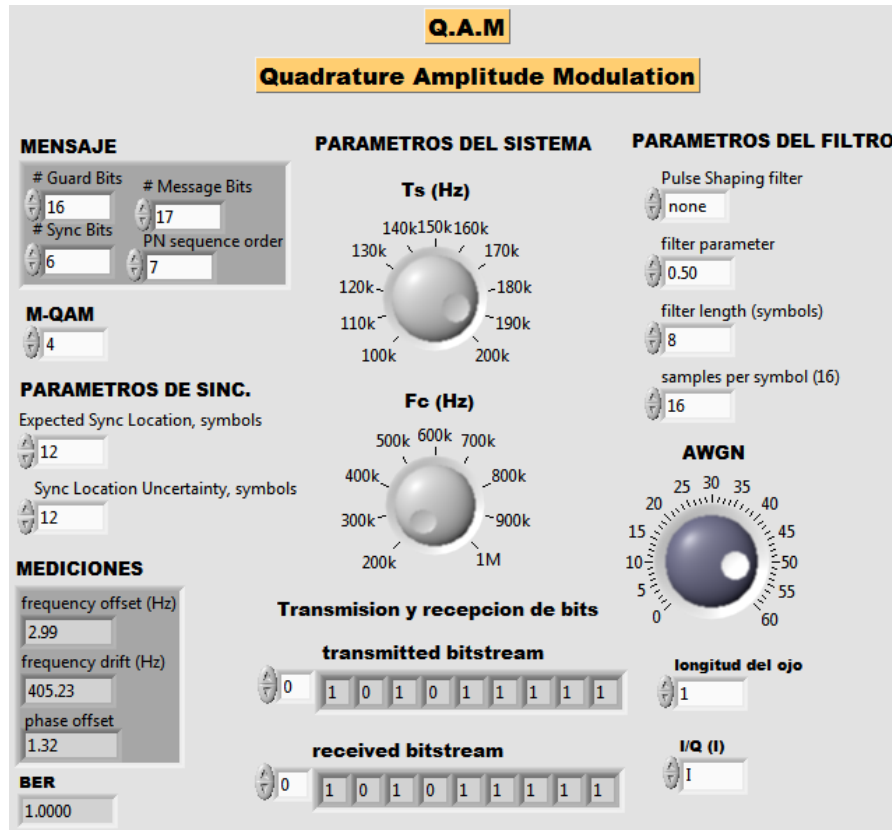 Q.A.M
Quadrature Amplitude Modulation
MENSAJE
# Guard Bits
16
# Message Bits
17
# Sync Bits
6
PN sequence order
7
M-QAM
4
PARAMETROS DE SINC.
Expected Sync Location, symbols
12
Sync Location Uncertainty, symbols
12
MEDICIONES
frequency offset (Hz)
2.99
frequency drift (Hz)
405.23
phase offset
1.32
BER
1.0000
PARAMETROS DEL SISTEMA
Ts (Hz)
100k
110k
120k
130k
140k
150k
160k
170k
180k
190k
200k
Fc (Hz)
200k
300k
400k
500k
600k
700k
800k
900k
1M
Transmision y recepcion de bits
transmitted bitstream
0
1 0 1 0 1 1 1 1 1
received bitstream
0
1 0 1 0 1 1 1 1 1
PARAMETROS DEL FILTRO
Pulse Shaping filter
none
filter parameter
0.50
filter length (symbols)
8
samples per symbol (16)
16
AWGN
0
5
10
15
20
25
30
35
40
45
50
55
60
longitud del ojo
1
I/Q (I)
I